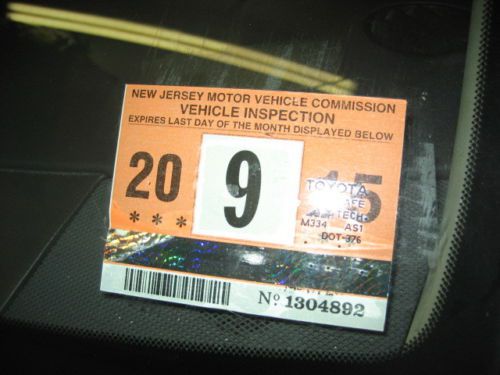 NEW JERSEY MOTOR VEHICLE COMMISSION
VEHICLE INSPECTION
EXPIRES LAST DAY OF THE MONTH DISPLAYED BELOW
20 9 15
***
TOYOTA
TECH
M334 AS1
DOT-376
Nº 1304892